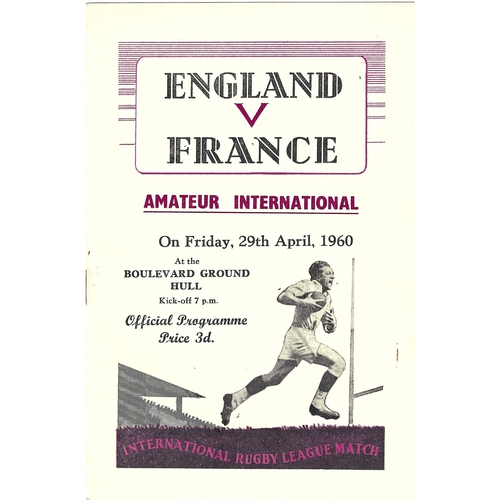 ENGLAND
V
FRANCE
AMATEUR INTERNATIONAL
On Friday, 29th April, 1960
At the
BOULEVARD GROUND
HULL
Kick-off 7 p.m.
Official Programme
Price 3d.
INTERNATIONAL RUGBY LEAGUE MATCH